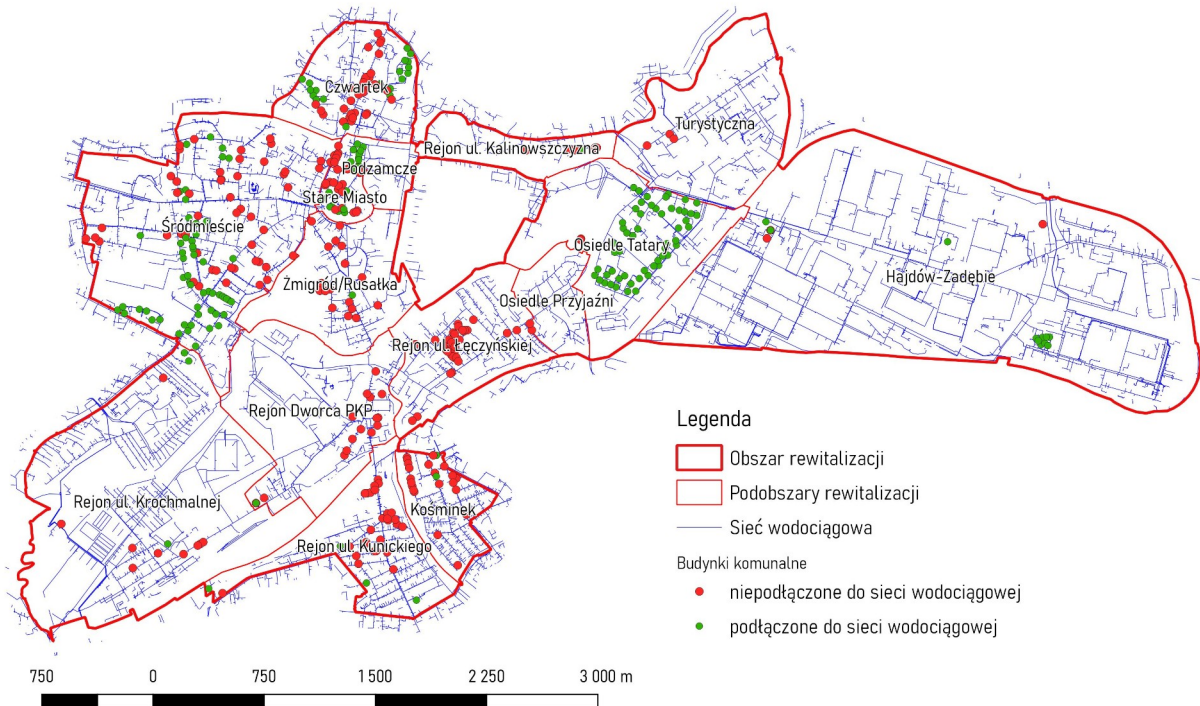 Czwartek
Turystyczna
Rejon ul. Kalinowszczyzna
Podzamcze
Stare Miasto
Śródmieście
Osiedle Tatary
Hajdów-Zadębie
Żmigród/Rusałka
Osiedle Przyjaźni
Rejon ul. Łęczyńskiej
Rejon Dworca PKP
Rejon ul. Krochmalnej
Kośminek
Rejon ul. Kunickiego
Legenda
Obszar rewitalizacji
Podobszary rewitalizacji
Sieć wodociągowa
Budynki komunalne
niepodłączone do sieci wodociągowej
podłączone do sieci wodociągowej
750 0 750 1 500 2 250 3 000 m